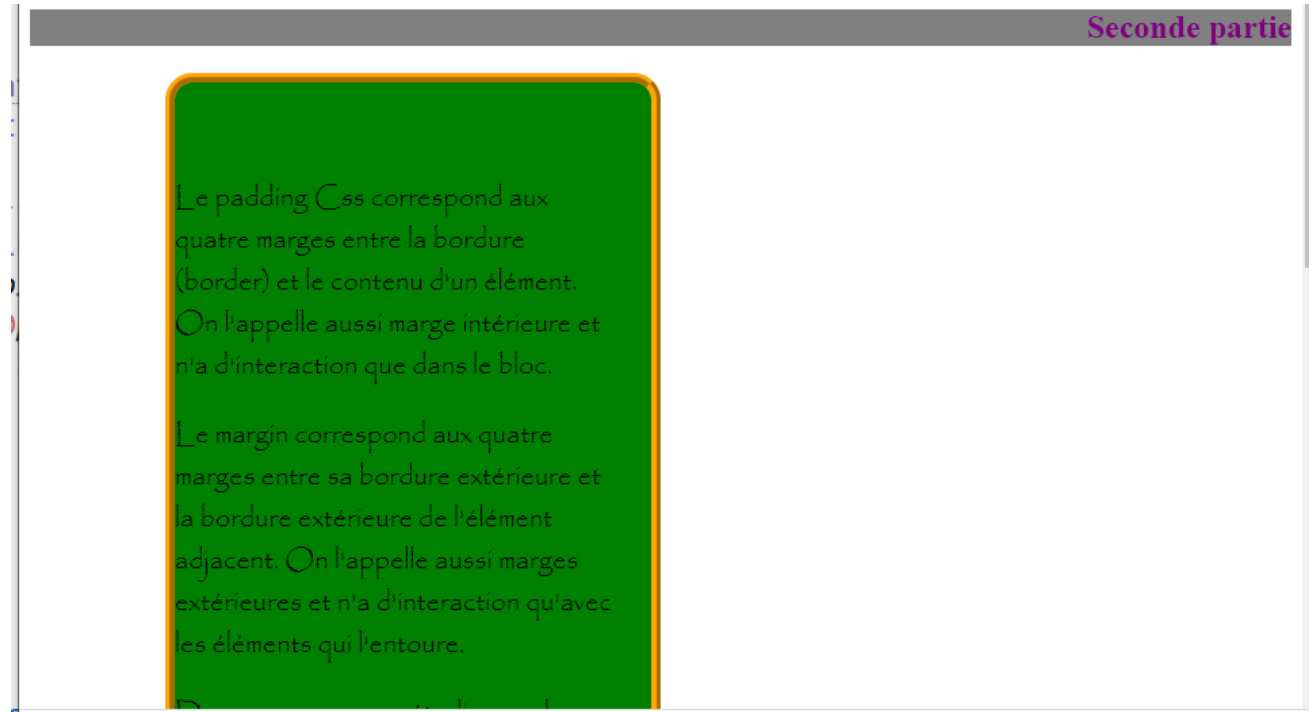 Seconde partie
Le padding Css correspond aux
quatre marges entre la bordure
(border) et le contenu d'un élément.
On l'appelle aussi marge intérieure et
n'a d'interaction que dans le bloc.
Le margin correspond aux quatre
marges entre sa bordure extérieure et
la bordure extérieure de l'élément
adjacent. On l'appelle aussi marges
extérieures et n'a d'interaction qu'avec
les éléments qui l'entoure.